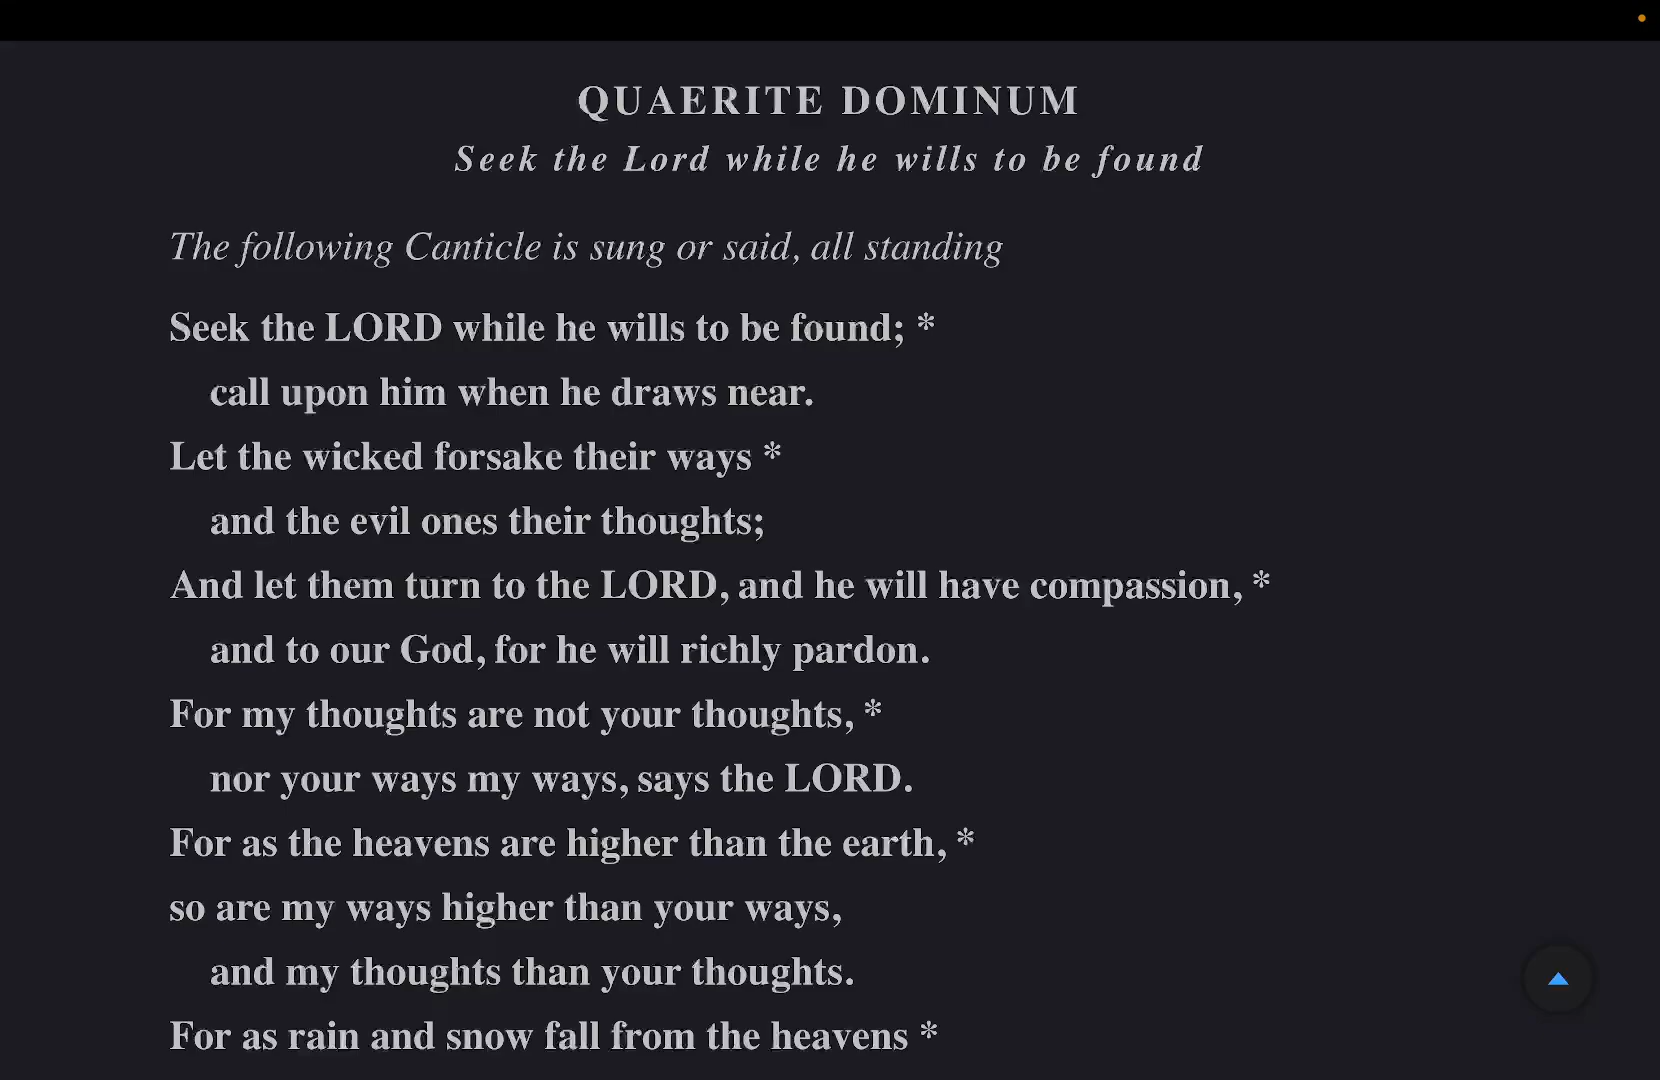 QUAERITE DOMINUM
Seek the Lord while he wills to be found
The following Canticle is sung or said, all standing
Seek the LORD while he wills to be found; *
call upon him when he draws near.
Let the wicked forsake their ways *
and the evil ones their thoughts;
And let them turn to the LORD, and he will have compassion, *
and to our God, for he will richly pardon.
For my thoughts are not your thoughts, *
nor your ways my ways, says the LORD.
For as the heavens are higher than the earth, *
so are my ways higher than your ways,
and my thoughts than your thoughts.
For as rain and snow fall from the heavens *